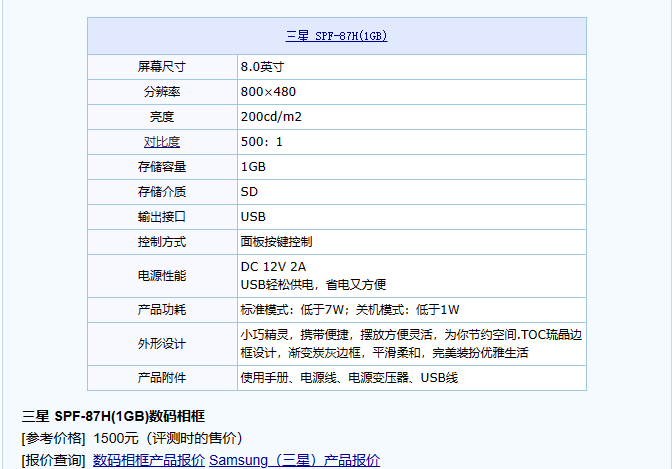 三星 SPF-87H(1GB)
屏幕尺寸 8.0英寸
分辨率 800×480
亮度 200cd/m2
对比度 500：1
存储容量 1GB
存储介质 SD
输出接口 USB
控制方式 面板按键控制
电源性能 DC 12V 2A
USB轻松供电，省电又方便
产品功耗 标准模式：低于7W；关机模式：低于1W
外形设计 小巧精灵，携带便捷，摆放方便灵活，为你节约空间.TOC琉晶边
框设计，渐变炭灰边框，平滑柔和，完美装扮优雅生活
产品附件 使用手册、电源线、电源变压器、USB线
三星 SPF-87H(1GB)数码相框
[参考价格] 1500元（评测时的售价）
[报价查询] 数码相框产品报价 Samsung（三星）产品报价